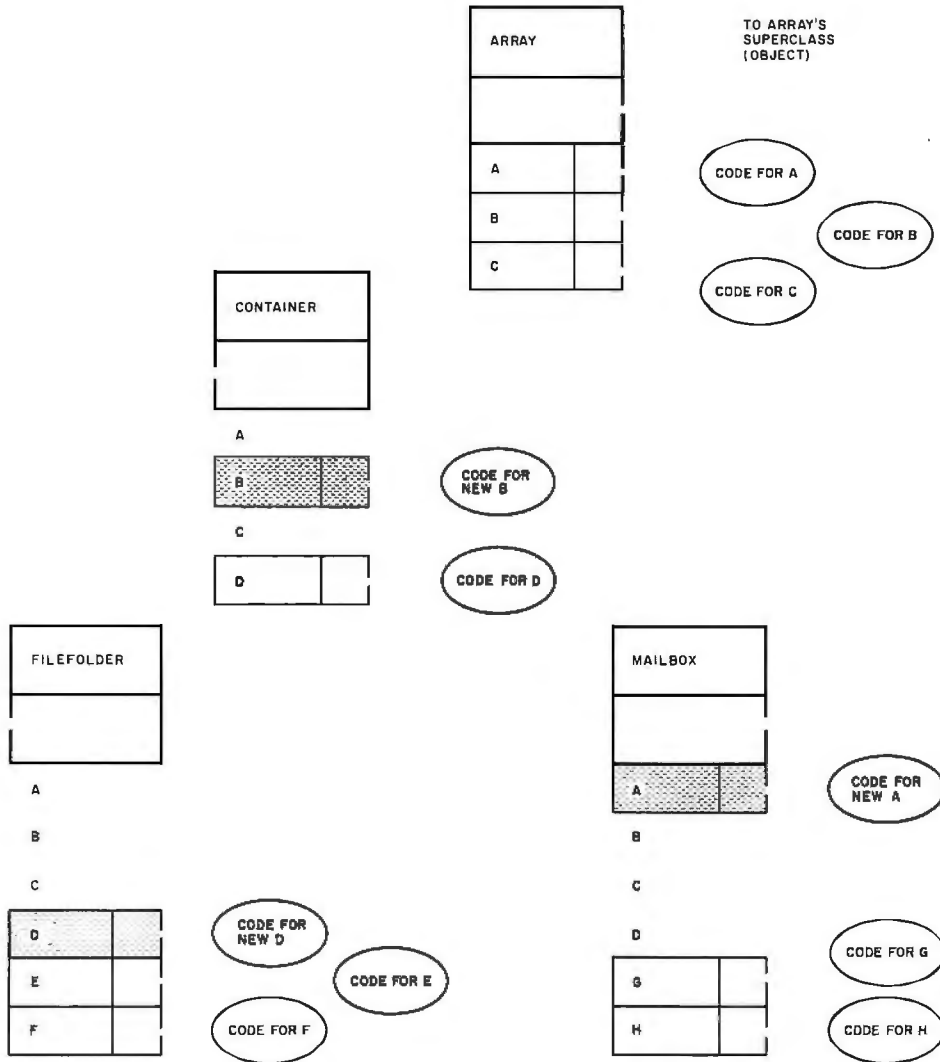 ARRAY
TO ARRAY'S
SUPERCLASS
(OBJECT)
A
CODE FOR A
B
CODE FOR B
C
CODE FOR C
CONTAINER
A
B
CODE FOR
NEW B
C
D
CODE FOR D
FILEFOLDER
A
B
C
D
CODE FOR
NEW D
E
CODE FOR E
F
CODE FOR F
MAILBOX
A
CODE FOR
NEW A
B
C
D
CODE FOR G
G
H
CODE FOR H